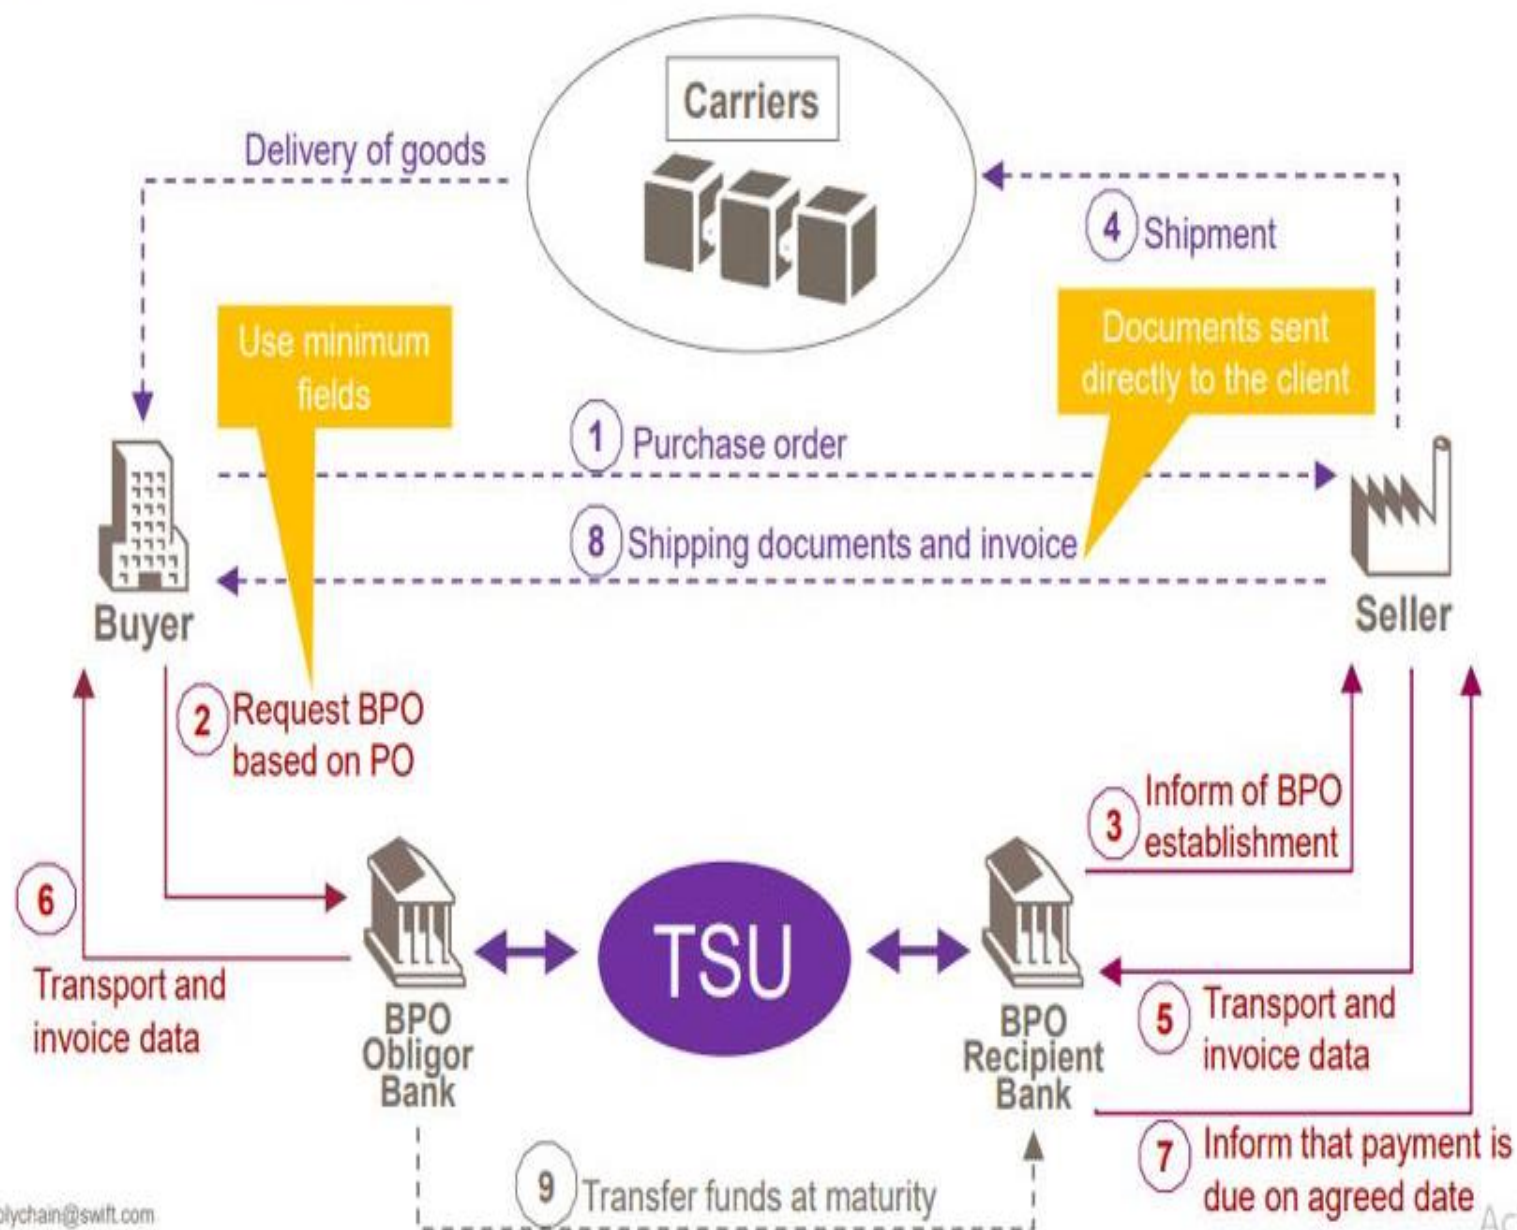 Carriers
Delivery of goods
4 Shipment
Use minimum
fields
Documents sent
directly to the client
1 Purchase order
8 Shipping documents and invoice
Buyer
Seller
2 Request BPO
based on PO
3 Inform of BPO
establishment
6
Transport and
invoice data
TSU
BPO
Obligor
Bank
BPO
Recipient
Bank
5 Transport and
invoice data
7 Inform that payment is
due on agreed date
9 Transfer funds at maturity
plychain@swift.com